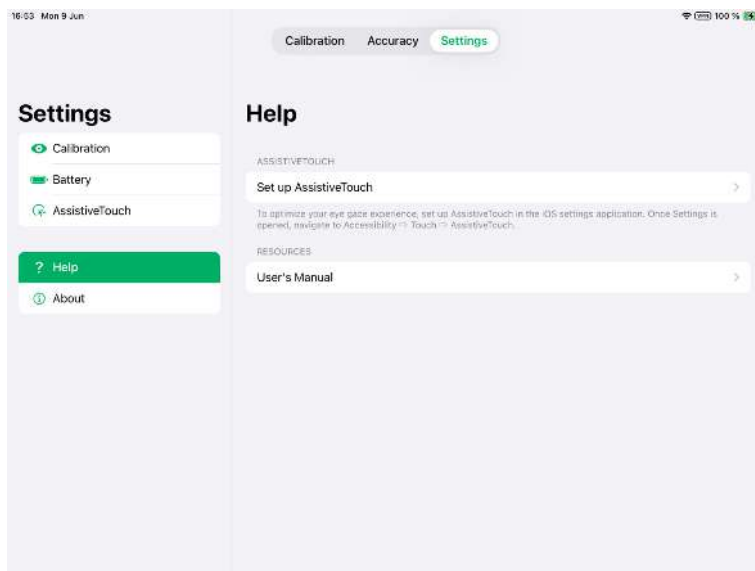 16:53 Mon 9 Jun
VPN 100 %
Calibration Accuracy Settings
Settings
Calibration
Battery
AssistiveTouch
? Help
About
Help
ASSISTIVETOUCH
Set up AssistiveTouch
To optimize your eye gaze experience, set up AssistiveTouch in the iOS settings application. Once Settings is
opened, navigate to Accessibility => Touch => AssistiveTouch.
RESOURCES
User's Manual